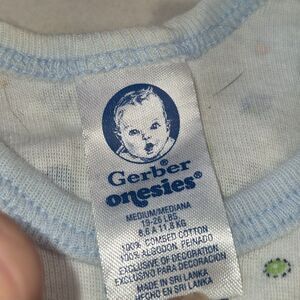 Gerber®
onesies®
MEDIUM/MEDIANA
19-26 LBS.
8,6 A 11,8 KG
100% COMBED COTTON
100% ALGODON PEINADO
EXCLUSIVE OF DECORATION
EXCLUSIVO PARA DECORACION
MADE IN SRI LANKA
HECHO EN SRI LANKA